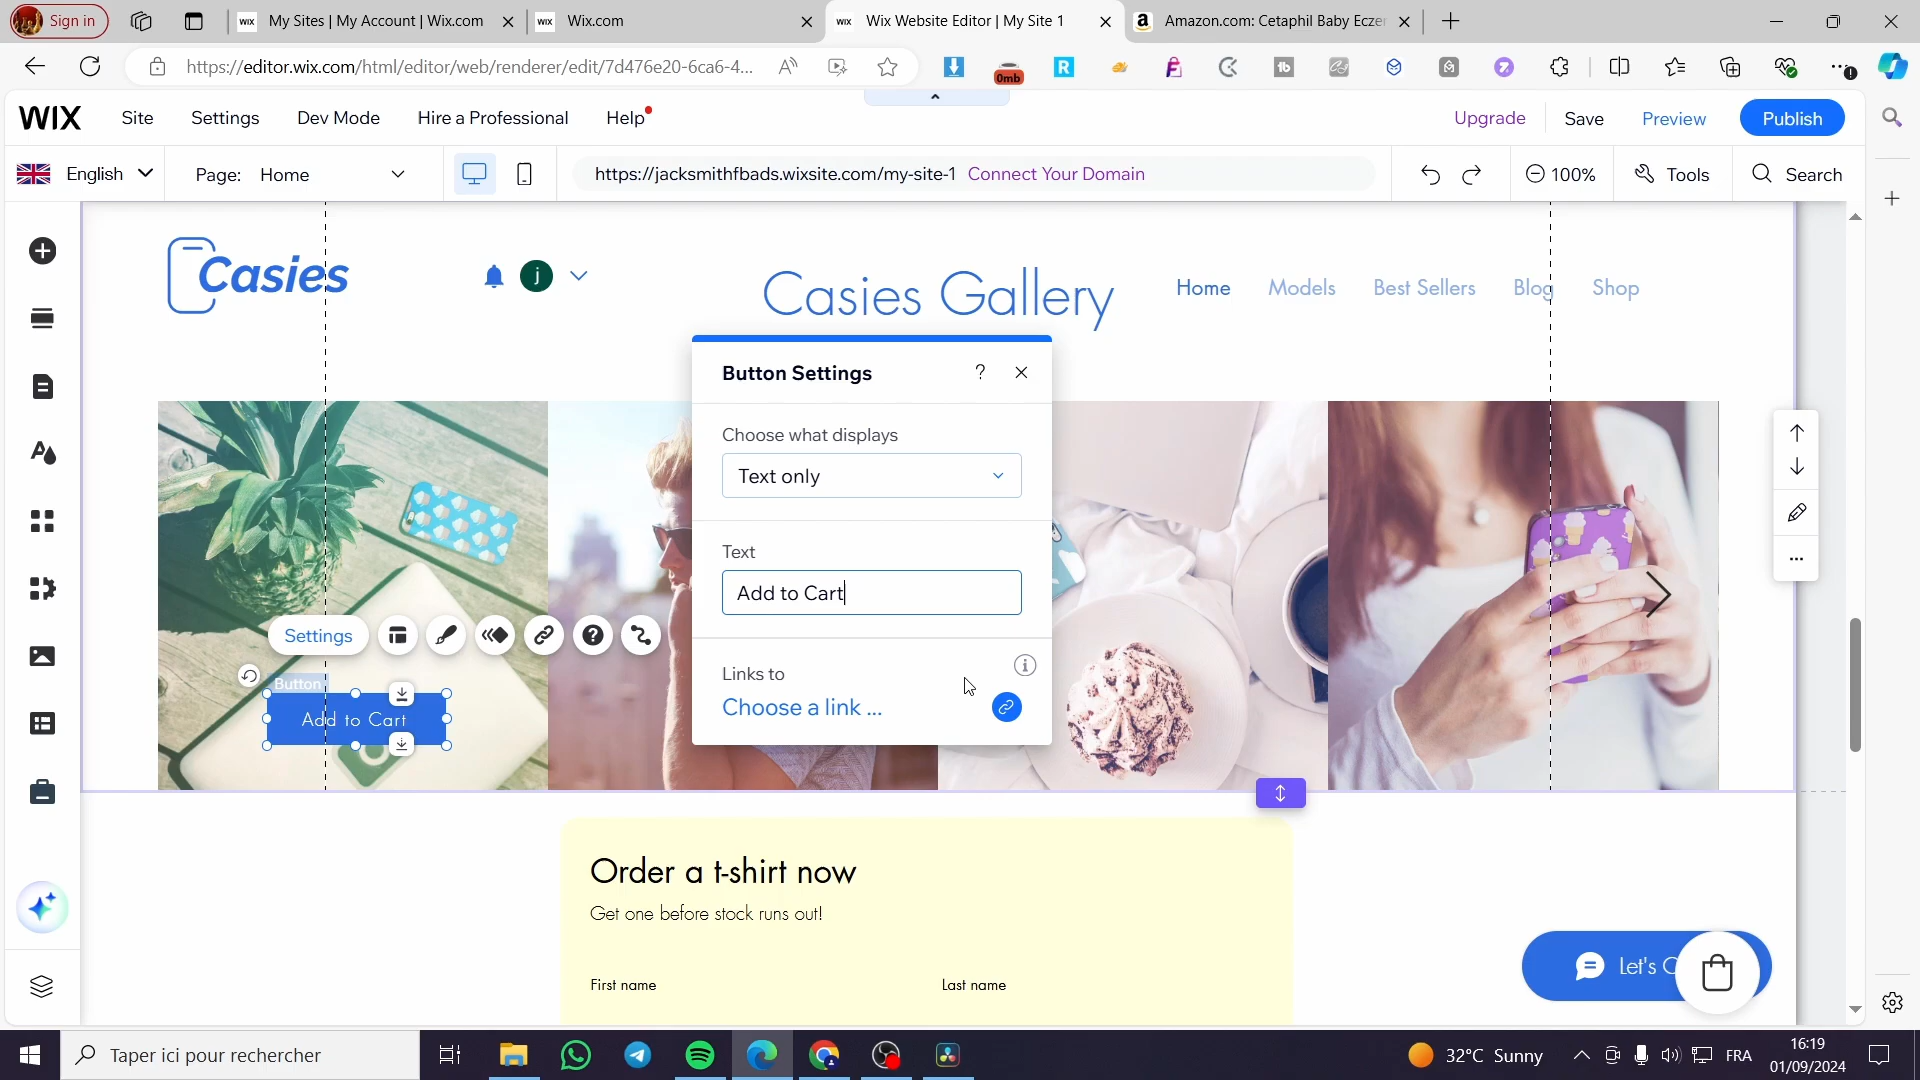 Sign in
WIX
My Sites | My Account | Wix.com
WIX
Wix.com
WIX
Wix Website Editor | My Site 1
a
Amazon.com: Cetaphil Baby Ecze
https://editor.wix.com/html/editor/web/renderer/edit/7d476e20-6ca6-4...
0mb
WIX
Site
Settings
Dev Mode
Hire a Professional
Help
Upgrade
Save
Preview
Publish
English
Page: Home
https://jacksmithfbads.wixsite.com/my-site-1 Connect Your Domain
100%
Tools
Search
Casies
j
Casies Gallery
Home
Models
Best Sellers
Blog
Shop
Button Settings
?
Choose what displays
Text only
Text
Add to Cart
Links to
Choose a link ...
Settings
Button
Add to Cart
Order a t-shirt now
Get one before stock runs out!
First name
Last name
Let's C
Taper ici pour rechercher
32°C Sunny
FRA
16:19
01/09/2024